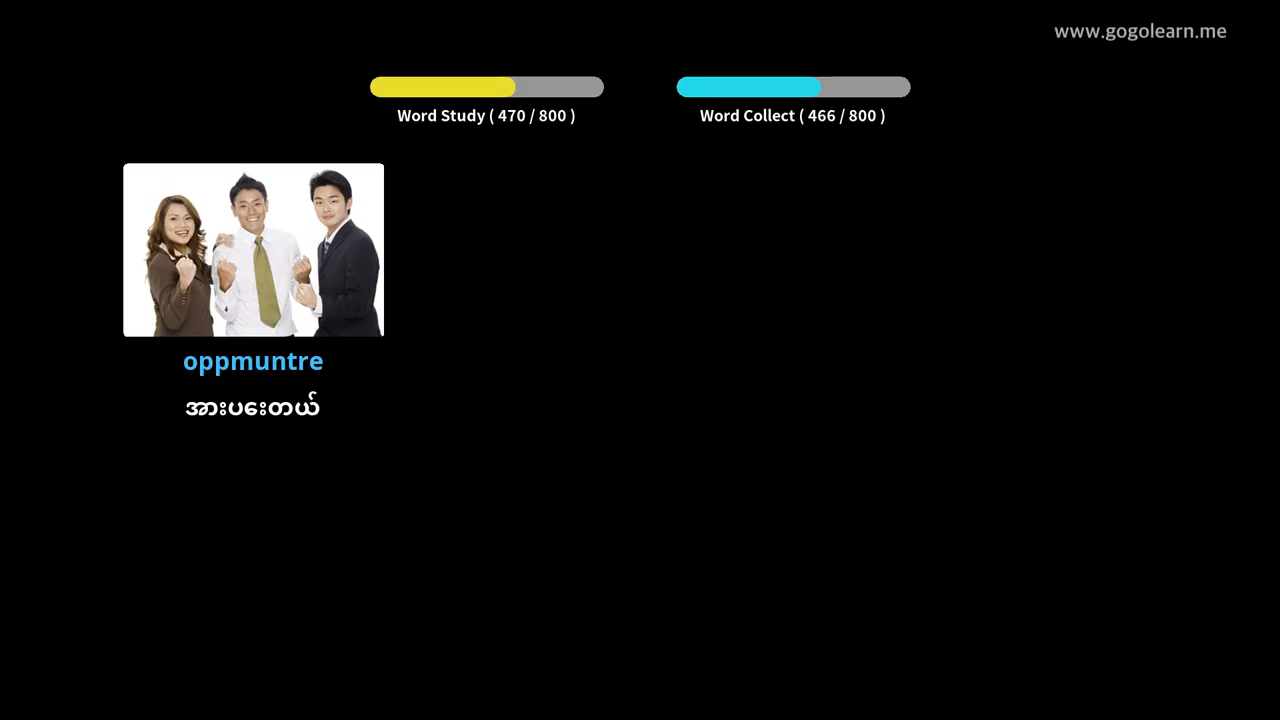 www.gogolearn.me
Word Study ( 470 / 800 )
Word Collect ( 466 / 800 )
oppmuntre
အားပေးတယ်